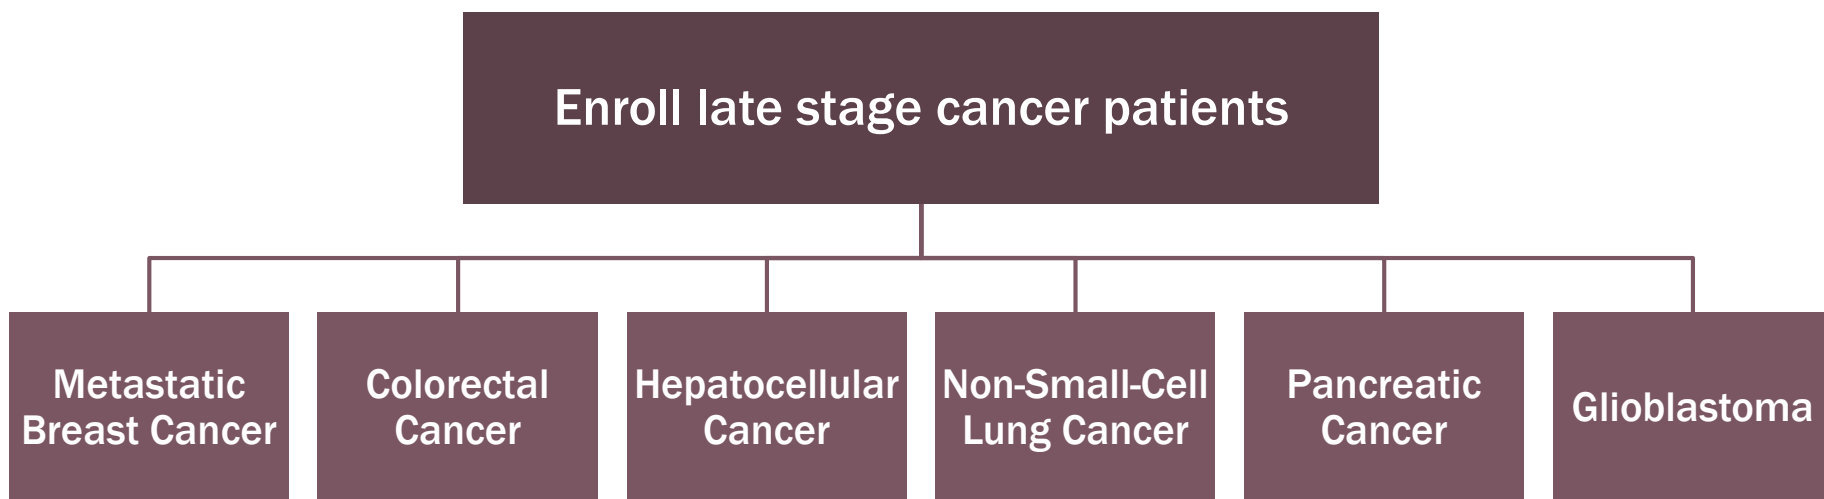 Enroll late stage cancer patients
Metastatic
Breast Cancer
Colorectal
Cancer
Hepatocellular
Cancer
Non-Small-Cell
Lung Cancer
Pancreatic
Cancer
Glioblastoma